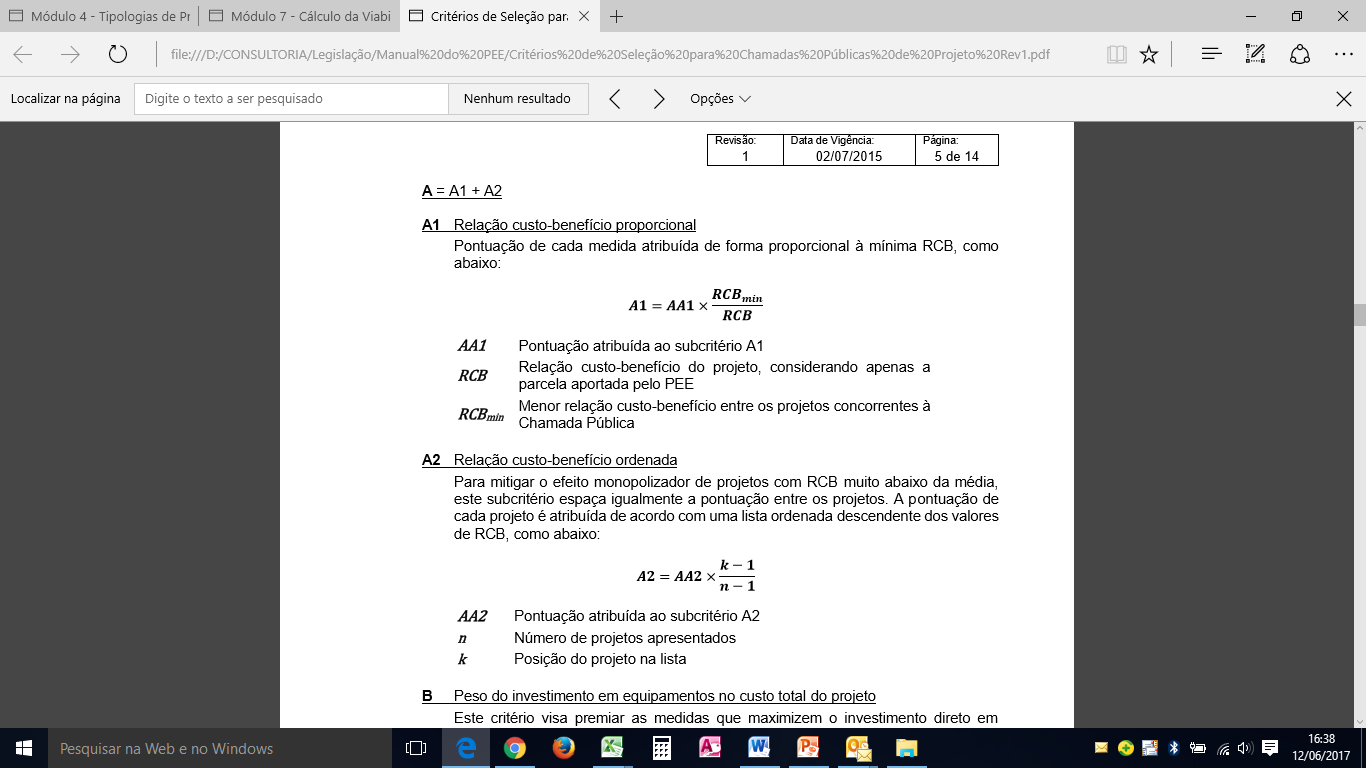 Módulo 4 - Tipologias de Pr
Módulo 7 - Cálculo da Viabi
Critérios de Seleção para
file:///D:/CONSULTORIA/Legislação/Manual%20do%20PEE/Critérios%20de%20Seleção%20para%20Chamadas%20Públicas%20de%20Projeto%20Rev1.pdf
Localizar na página
Digite o texto a ser pesquisado
Nenhum resultado
Opções
Revisão: Data de Vigência: Página:
1 02/07/2015 5 de 14
A = A1 + A2
A1 Relação custo-benefício proporcional
Pontuação de cada medida atribuída de forma proporcional à mínima RCB, como
abaixo:
A1 = AA1 × RCBmin / RCB
AA1 Pontuação atribuída ao subcritério A1
RCB Relação custo-benefício do projeto, considerando apenas a
parcela aportada pelo PEE
RCBmin Menor relação custo-benefício entre os projetos concorrentes à
Chamada Pública
A2 Relação custo-benefício ordenada
Para mitigar o efeito monopolizador de projetos com RCB muito abaixo da média,
este subcritério espaça igualmente a pontuação entre os projetos. A pontuação de
cada projeto é atribuída de acordo com uma lista ordenada descendente dos valores
de RCB, como abaixo:
A2 = AA2 × k − 1 / n − 1
AA2 Pontuação atribuída ao subcritério A2
n Número de projetos apresentados
k Posição do projeto na lista
B Peso do investimento em equipamentos no custo total do projeto
Este critério visa premiar as medidas que maximizem o investimento direto em
Pesquisar na Web e no Windows
16:38
12/06/2017